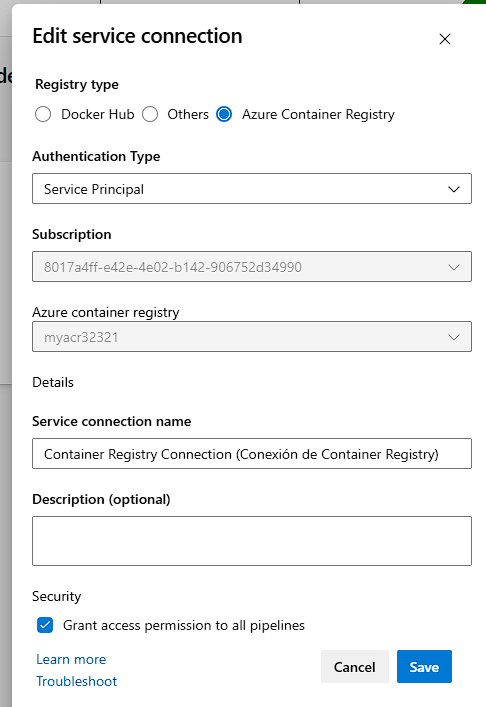 Edit service connection
Registry type
Docker Hub Others Azure Container Registry
Authentication Type
Service Principal
Subscription
8017a4ff-e42e-4e02-b142-906752d34990
Azure container registry
myacr32321
Details
Service connection name
Container Registry Connection (Conexión de Container Registry)
Description (optional)
Security
Grant access permission to all pipelines
Learn more
Troubleshoot
Cancel
Save